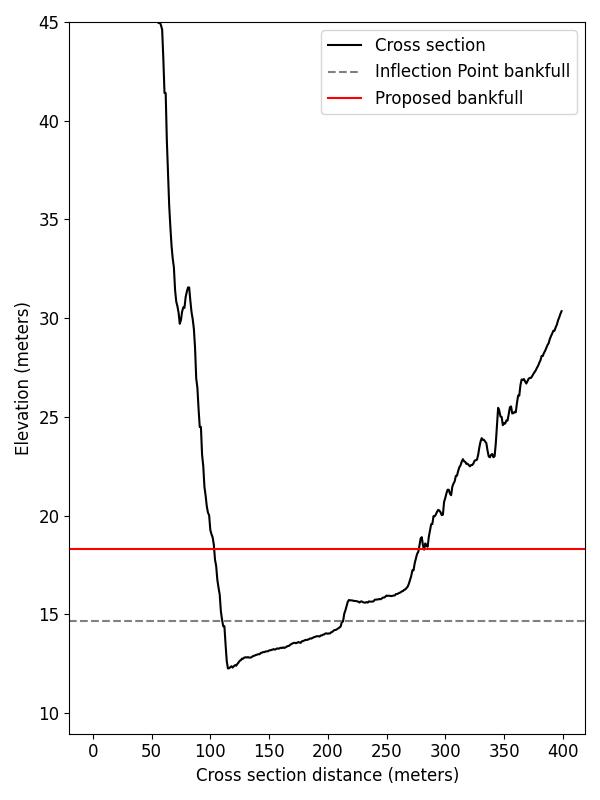 45
40
35
30
25
20
15
10
Elevation (meters)
Cross section
Inflection Point bankfull
Proposed bankfull
0 50 100 150 200 250 300 350 400
Cross section distance (meters)